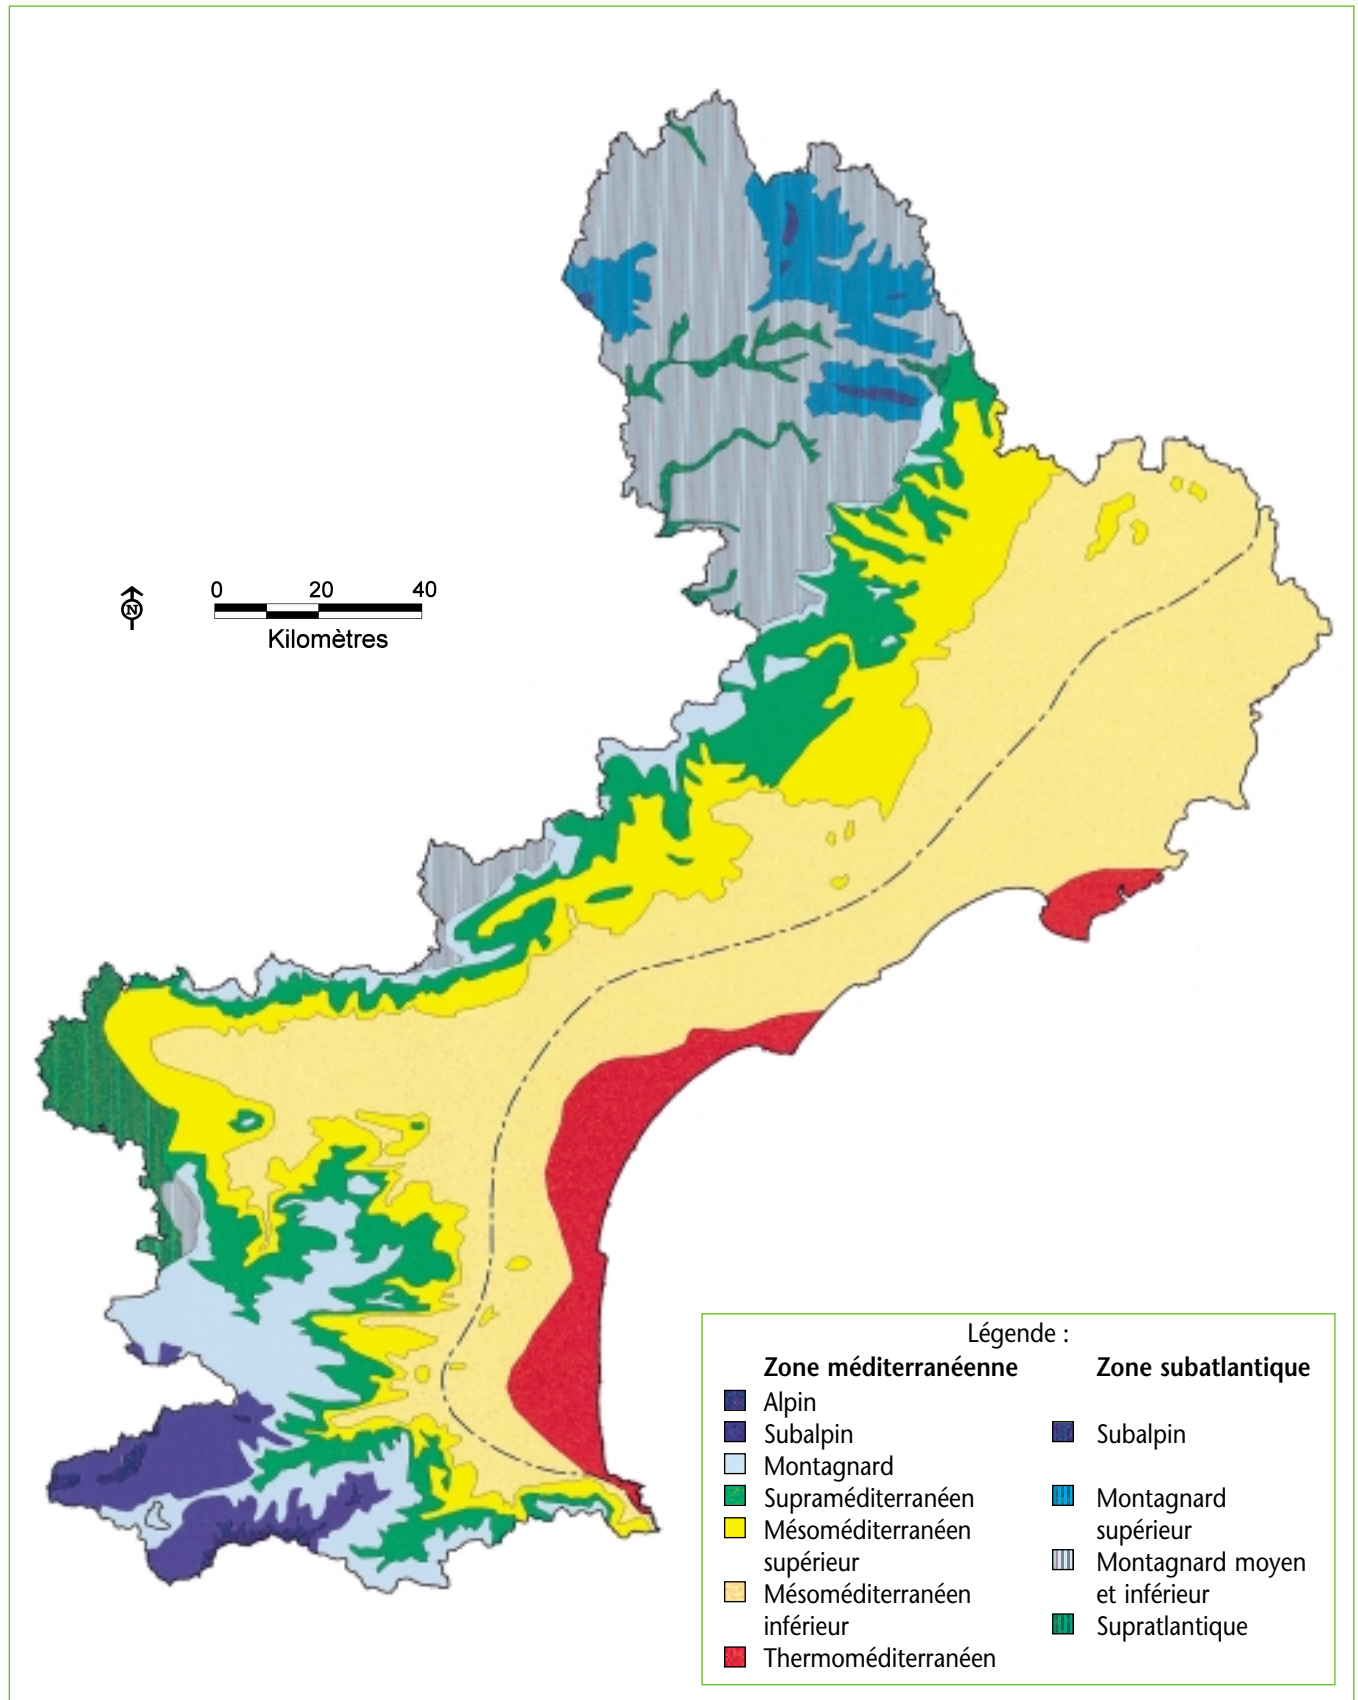 0 20 40
N
Kilomètres
Légende :
Zone méditerranéenne
Alpin
Subalpin
Montagnard
Supraméditerranéen
Mésoméditerranéen
supérieur
Mésoméditerranéen
inférieur
Thermoméditerranéen
Zone subatlantique
Subalpin
Montagnard
supérieur
Montagnard moyen
et inférieur
Supratlantique